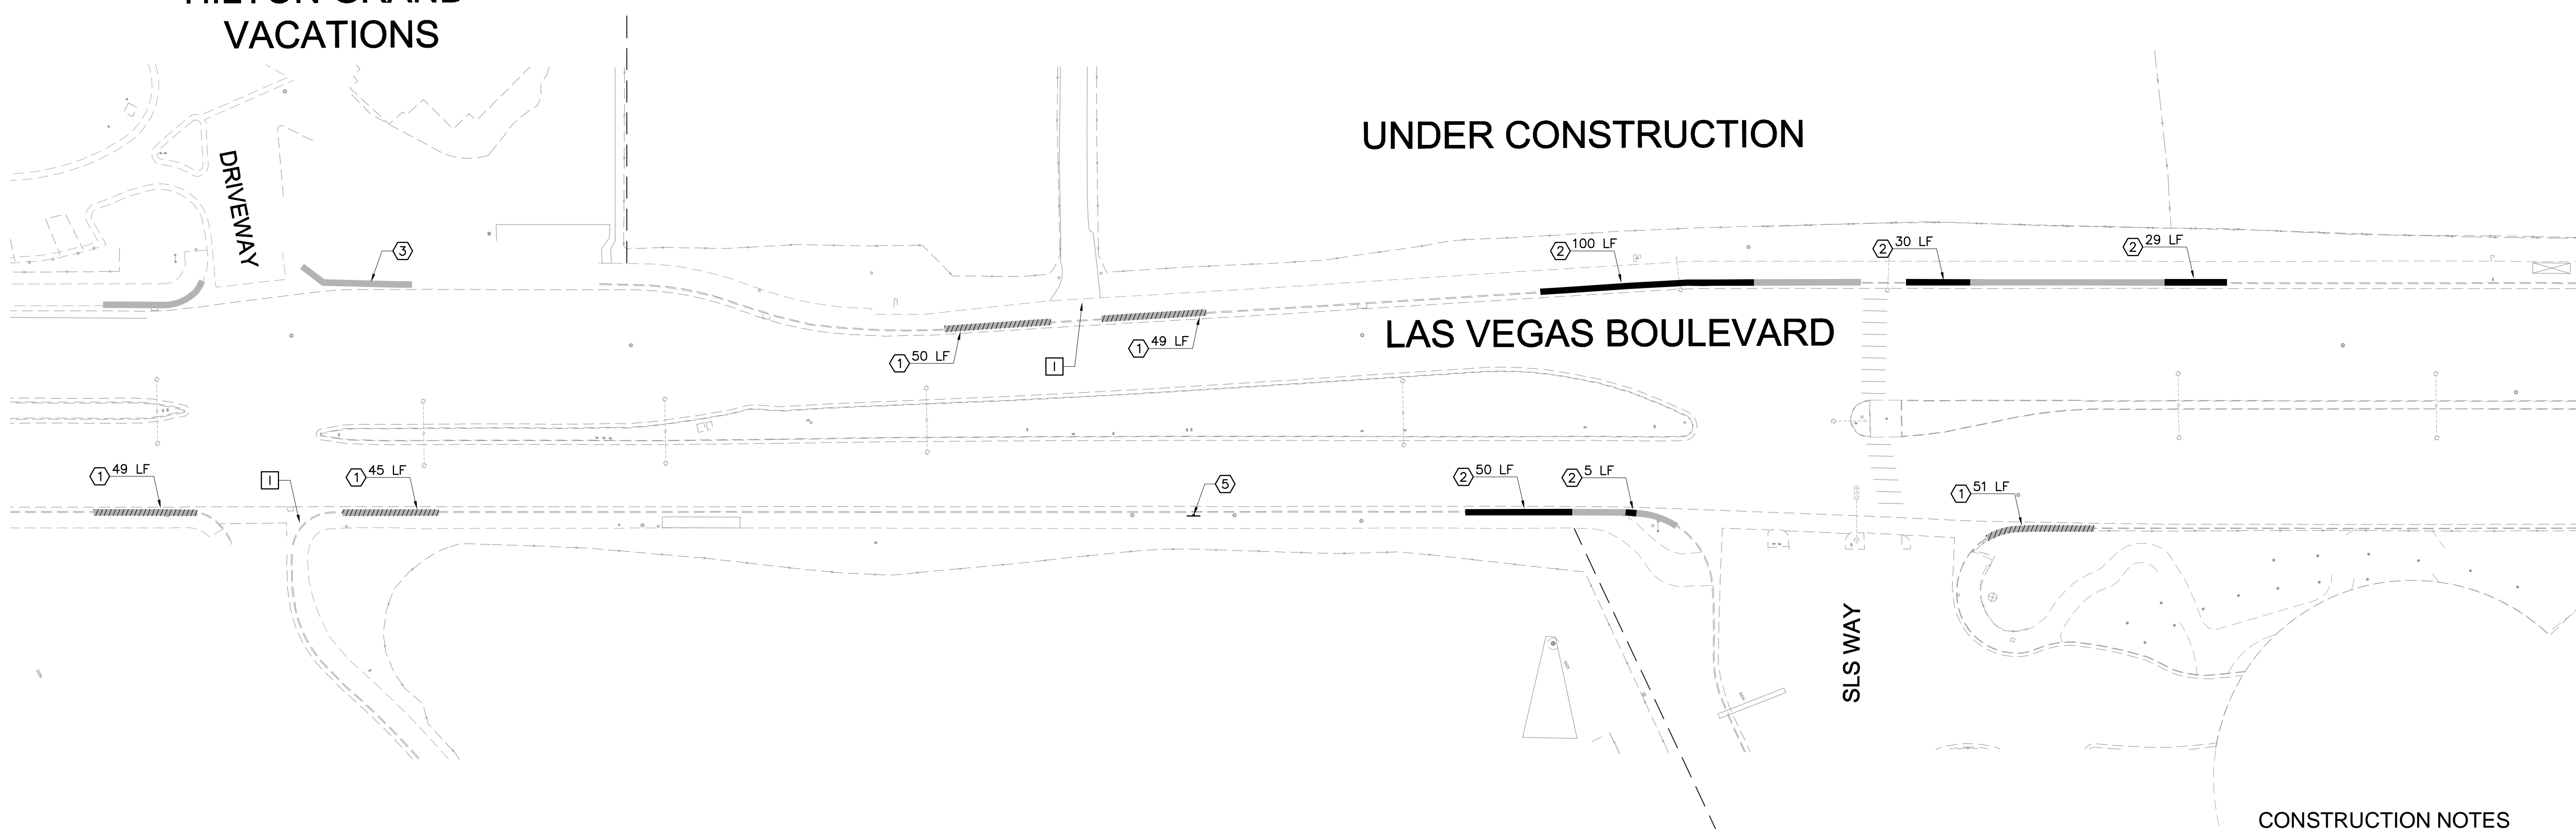 HILTON GRAND
VACATIONS
UNDER CONSTRUCTION
DRIVEWAY
3
2 100 LF
2 30 LF
2 29 LF
LAS VEGAS BOULEVARD
1 50 LF
I
1 49 LF
1 49 LF
I
1 45 LF
5
2 50 LF
2 5 LF
1 51 LF
SLS WAY
CONSTRUCTION NOTES